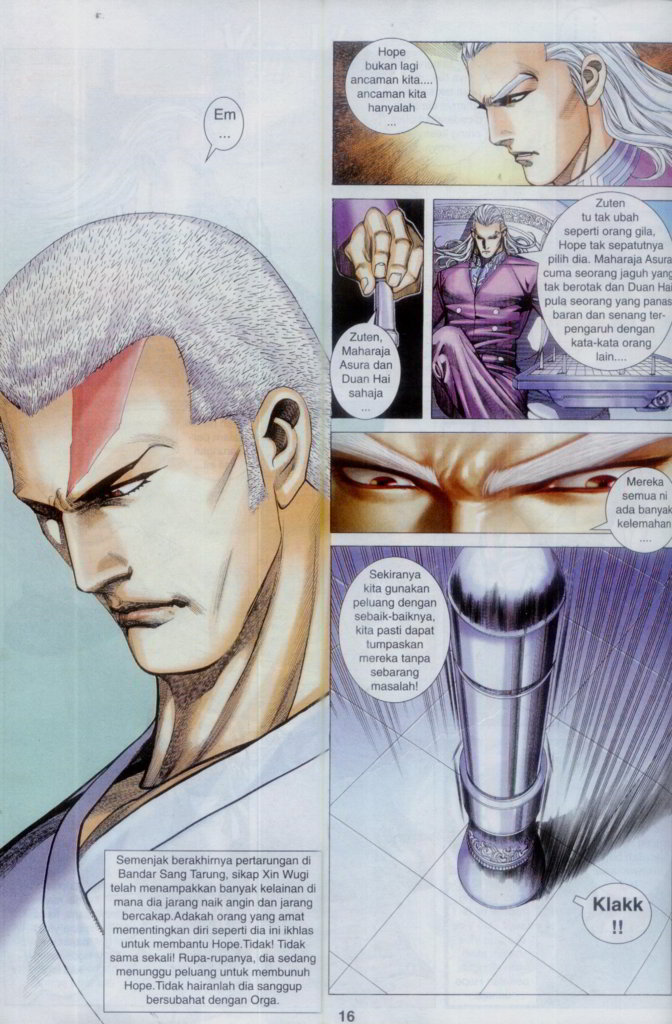 Em
...
Semenjak berakhirnya pertarungan di
Bandar Sang Tarung, sikap Xin Wugi
telah menampakkan banyak kelainan di
mana dia jarang naik angin dan jarang
bercakap.Adakah orang yang amat
mementingkan diri seperti dia ini ikhlas
untuk membantu Hope.Tidak! Tidak
sama sekali! Rupa-rupanya, dia sedang
menunggu peluang untuk membunuh
Hope.Tidak hairanlah dia sanggup
bersubahat dengan Orga.
Hope
bukan lagi
ancaman kita....
ancaman kita
hanyalah
...
Zuten,
Maharaja
Asura dan
Duan Hai
sahaja
...
Zuten
tu tak ubah
seperti orang gila,
Hope tak sepatutnya
pilih dia. Maharaja Asura
cuma seorang jaguh yang
tak berotak dan Duan Hai
pula seorang yang panas
baran dan senang ter-
pengaruh dengan
kata-kata orang
lain....
Mereka
semua ni
ada banyak
kelemahan
....
Sekiranya
kita gunakan
peluang dengan
sebaik-baiknya,
kita pasti dapat
tumpaskan
mereka tanpa
sebarang
masalah!
Klakk
!!
16